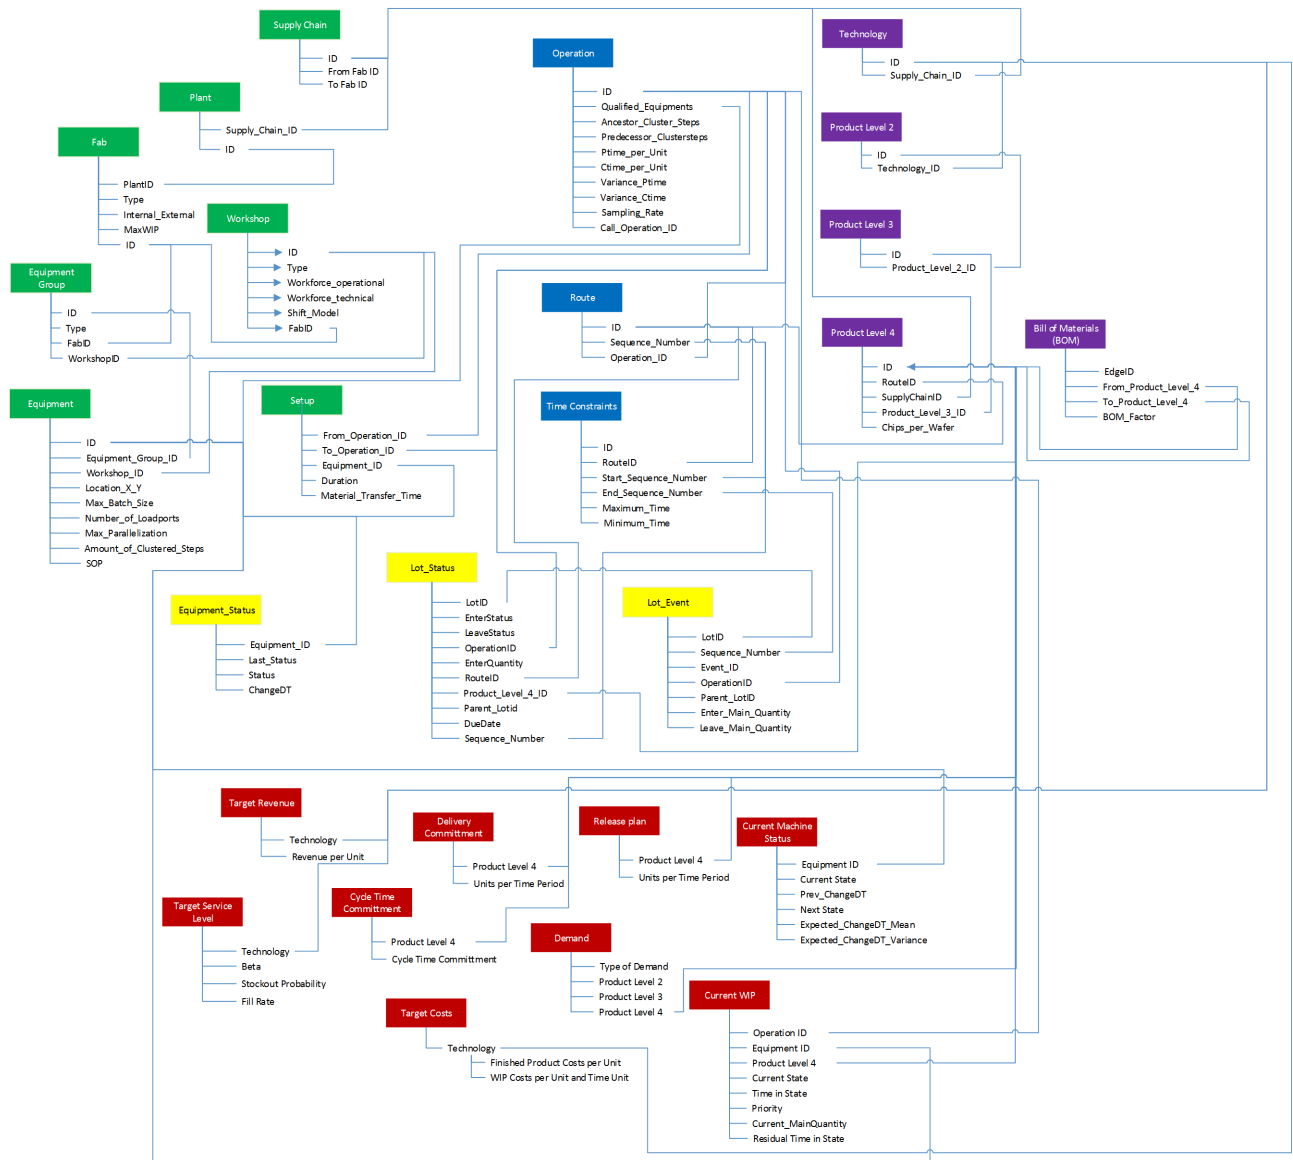 Supply Chain
ID
From Fab ID
To Fab ID
Plant
Supply_Chain_ID
ID
Fab
PlantID
Type
Internal_External
MaxWIP
ID
Workshop
ID
Type
Workforce_operational
Workforce_technical
Shift_Model
FabID
Equipment
Group
ID
Type
FabID
WorkshopID
Equipment
ID
Equipment_Group_ID
Workshop_ID
Location_X_Y
Max_Batch_Size
Number_of_Loadports
Max_Parallelization
Amount_of_Clustered_Steps
SOP
Setup
From_Operation_ID
To_Operation_ID
Equipment_ID
Duration
Material_Transfer_Time
Operation
ID
Qualified_Equipments
Ancestor_Cluster_Steps
Predecessor_Clustersteps
Ptime_per_Unit
Ctime_per_Unit
Variance_Ptime
Variance_Ctime
Sampling_Rate
Call_Operation_ID
Route
ID
Sequence_Number
Operation_ID
Time Constraints
ID
RouteID
Start_Sequence_Number
End_Sequence_Number
Maximum_Time
Minimum_Time
Technology
ID
Supply_Chain_ID
Product Level 2
ID
Technology_ID
Product Level 3
ID
Product_Level_2_ID
Product Level 4
ID
RouteID
SupplyChainID
Product_Level_3_ID
Chips_per_Wafer
Bill of Materials
(BOM)
EdgeID
From_Product_Level_4
To_Product_Level_4
BOM_Factor
Equipment_Status
Equipment_ID
Last_Status
Status
ChangeDT
Lot_Status
LotID
EnterStatus
LeaveStatus
OperationID
EnterQuantity
RouteID
Product_Level_4_ID
Parent_Lotid
DueDate
Sequence_Number
Lot_Event
LotID
Sequence_Number
Event_ID
OperationID
Parent_LotID
Enter_Main_Quantity
Leave_Main_Quantity
Target Revenue
Technology
Revenue per Unit
Target Service
Level
Technology
Beta
Stockout Probability
Fill Rate
Delivery
Committment
Product Level 4
Units per Time Period
Cycle Time
Committment
Product Level 4
Cycle Time Committment
Release plan
Product Level 4
Units per Time Period
Current Machine
Status
Equipment ID
Current State
Prev_ChangeDT
Next State
Expected_ChangeDT_Mean
Expected_ChangeDT_Variance
Demand
Type of Demand
Product Level 2
Product Level 3
Product Level 4
Target Costs
Technology
Finished Product Costs per Unit
WIP Costs per Unit and Time Unit
Current WIP
Operation ID
Equipment ID
Product Level 4
Current State
Time in State
Priority
Current_MainQuantity
Residual Time in State